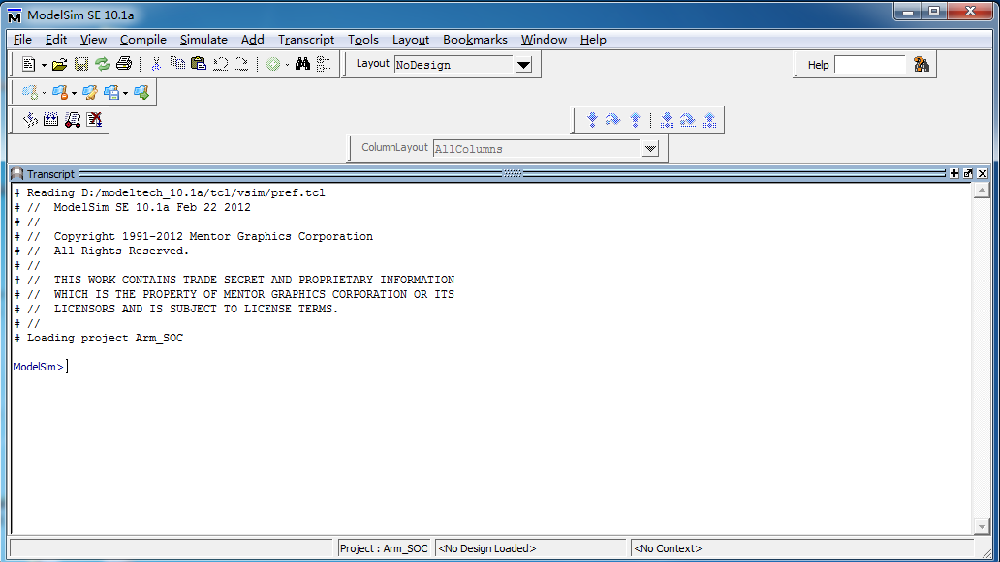 ModelSim SE 10.1a
File Edit View Compile Simulate Add Transcript Tools Layout Bookmarks Window Help
Layout NoDesign
Help
ColumnLayout AllColumns
Transcript
# Reading D:/modeltech_10.1a/tcl/vsim/pref.tcl
# //  ModelSim SE 10.1a Feb 22 2012
# //
# //  Copyright 1991-2012 Mentor Graphics Corporation
# //  All Rights Reserved.
# //
# //  THIS WORK CONTAINS TRADE SECRET AND PROPRIETARY INFORMATION
# //  WHICH IS THE PROPERTY OF MENTOR GRAPHICS CORPORATION OR ITS
# //  LICENSORS AND IS SUBJECT TO LICENSE TERMS.
# //
# Loading project Arm_SOC
ModelSim>
Project : Arm_SOC <No Design Loaded> <No Context>